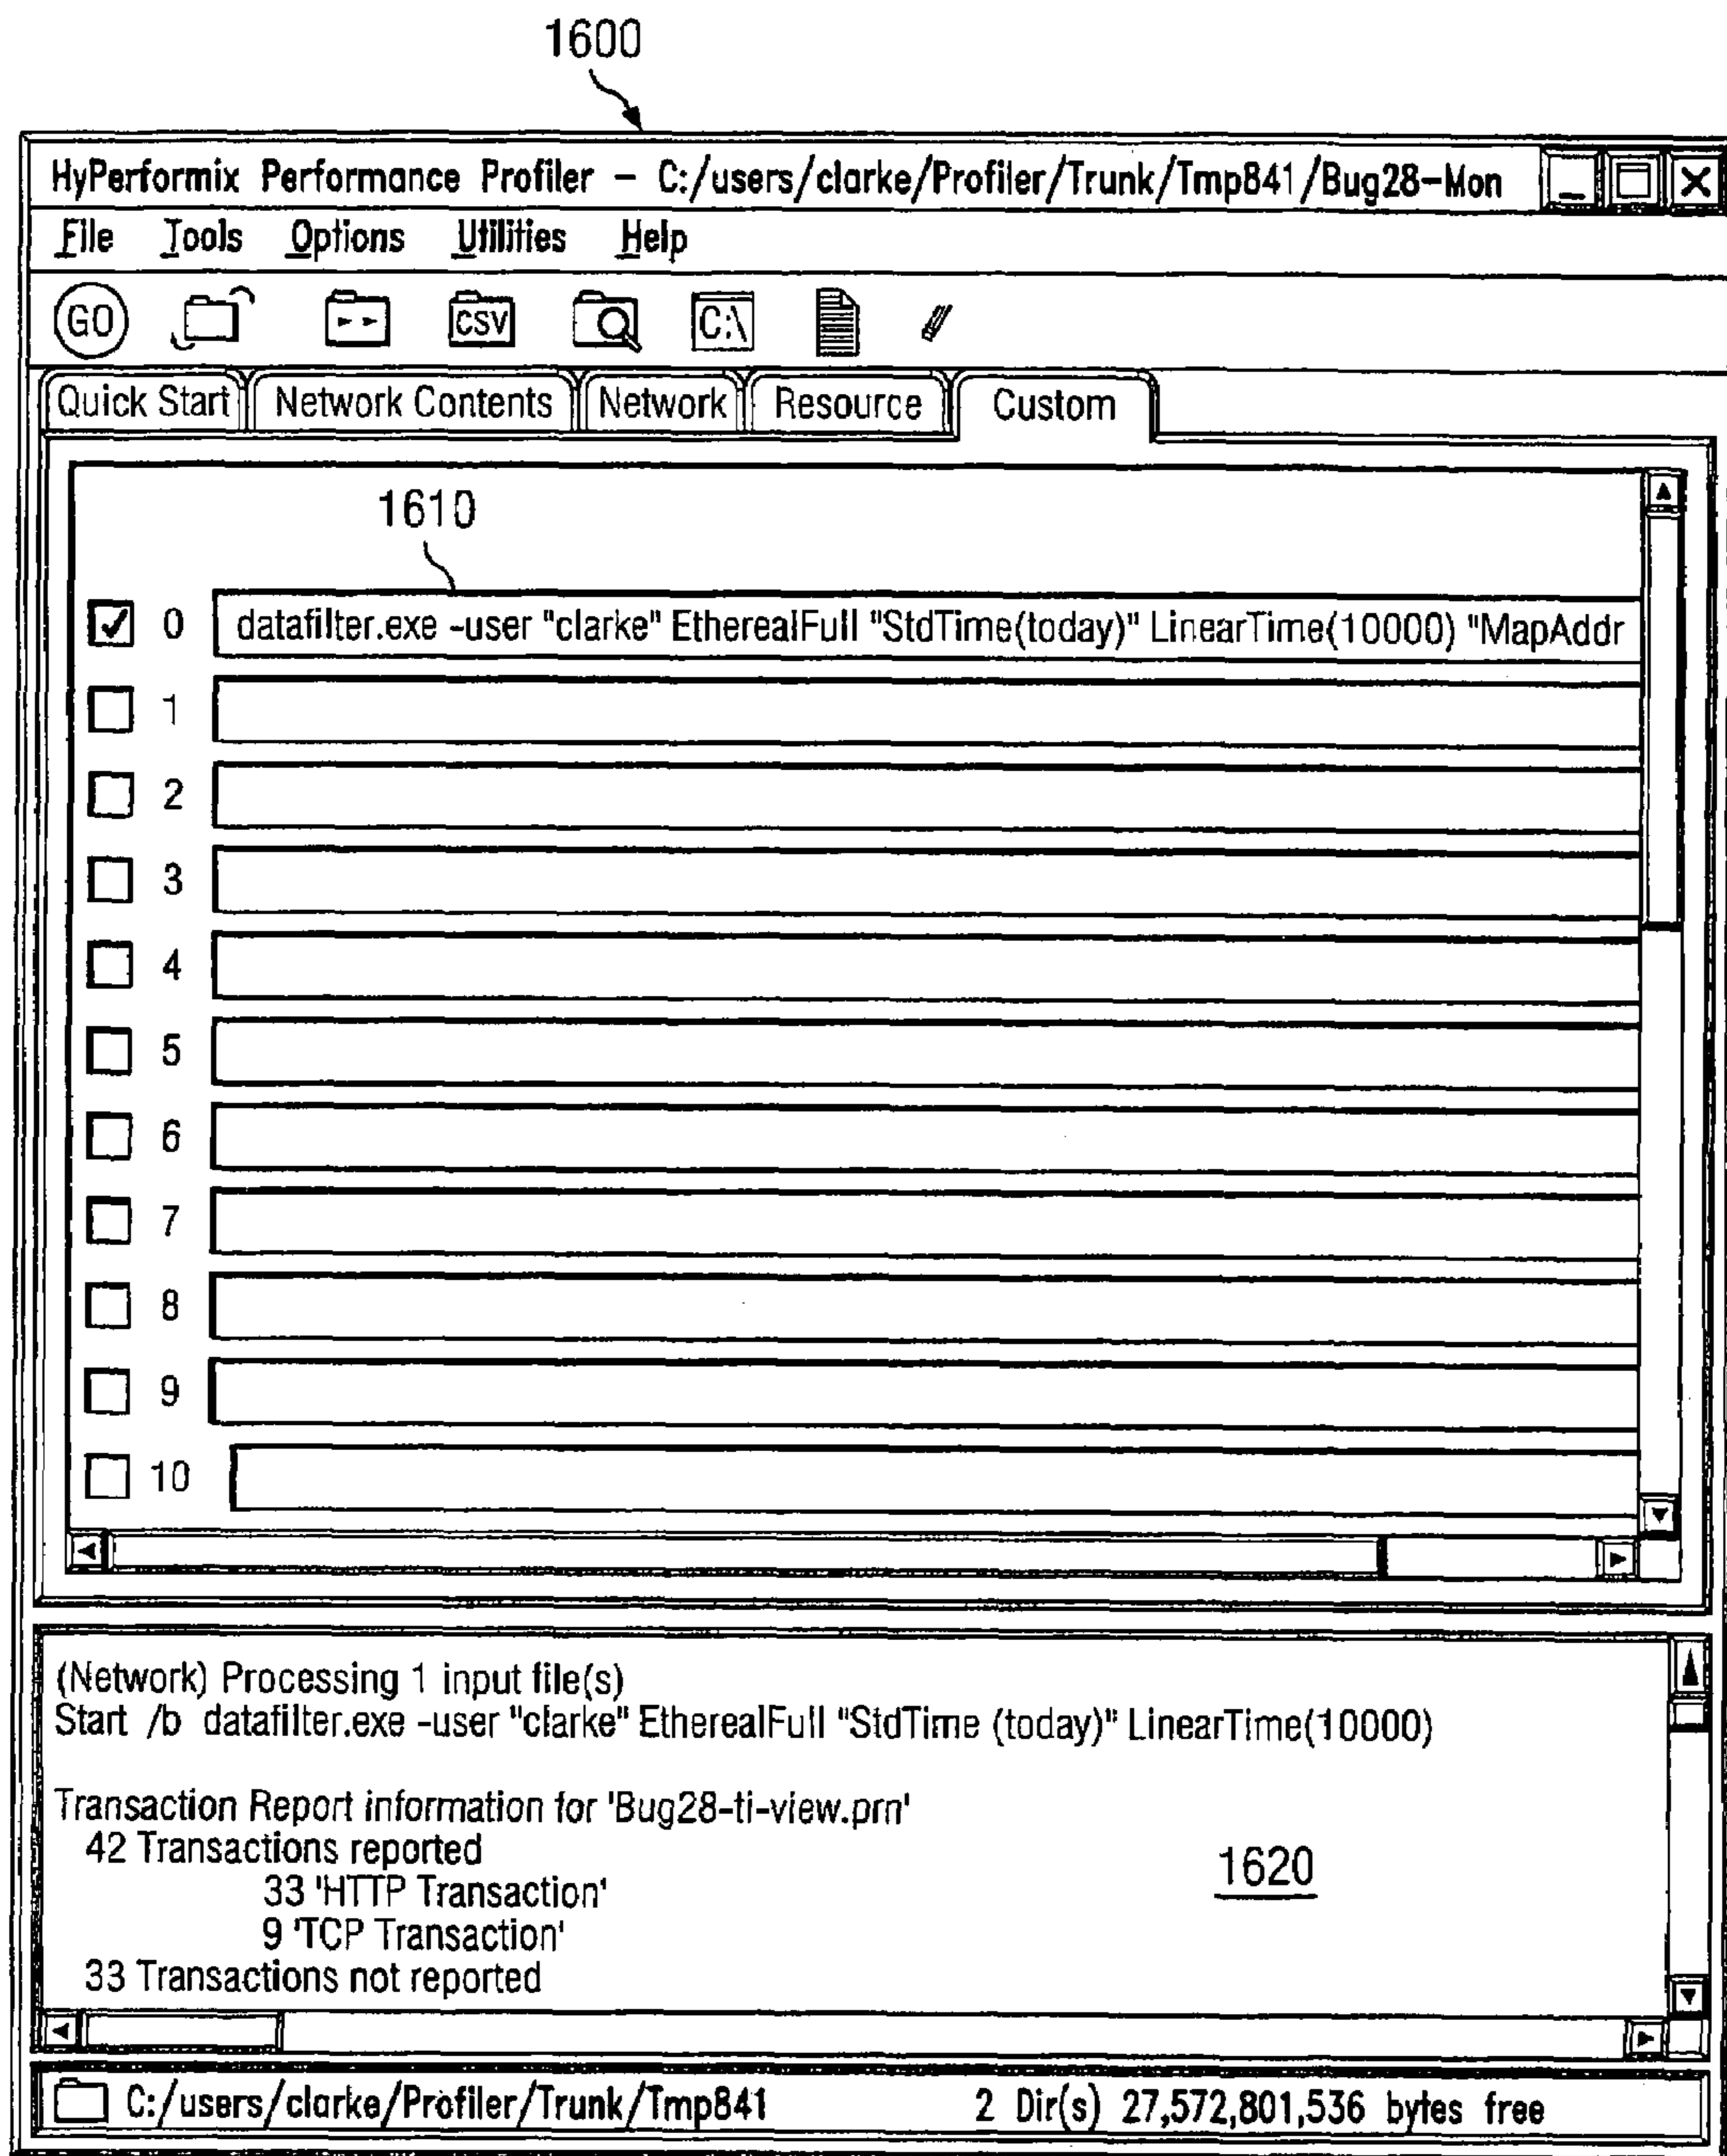 1600
HyPerformix Performance Profiler - C:/users/clarke/Profiler/Trunk/Tmp841/Bug28-Mon
File Tools Options Utilities Help
GO CSV C:\
Quick Start Network Contents Network Resource Custom
1610
0 datafilter.exe -user "clarke" EtherealFull "StdTime(today)" LinearTime(10000) "MapAddr
1
2
3
4
5
6
7
8
9
10
(Network) Processing 1 input file(s)
Start /b datafilter.exe -user "clarke" EtherealFull "StdTime (today)" LinearTime(10000)
Transaction Report information for 'Bug28-ti-view.prn'
42 Transactions reported
1620
33 'HTTP Transaction'
9 'TCP Transaction'
33 Transactions not reported
C:/users/clarke/Profiler/Trunk/Tmp841 2 Dir(s) 27,572,801,536 bytes free